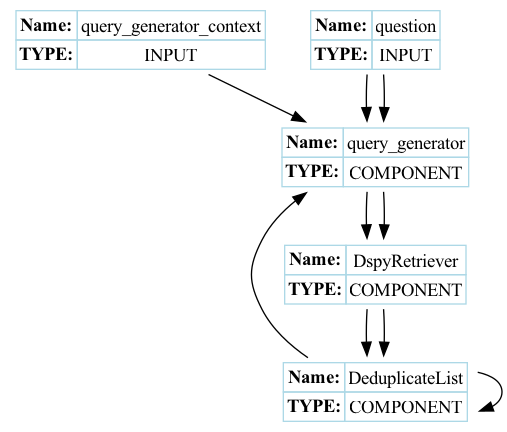 Name: query_generator_context
TYPE: INPUT
Name: question
TYPE: INPUT
Name: query_generator
TYPE: COMPONENT
Name: DspyRetriever
TYPE: COMPONENT
Name: DeduplicateList
TYPE: COMPONENT